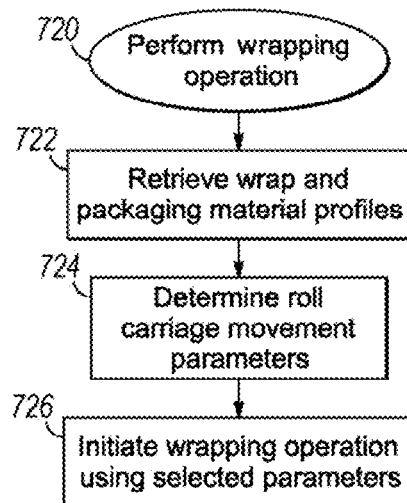 720
Perform wrapping
operation
722
Retrieve wrap and
packaging material profiles
724
Determine roll
carriage movement
parameters
726
Initiate wrapping operation
using selected parameters